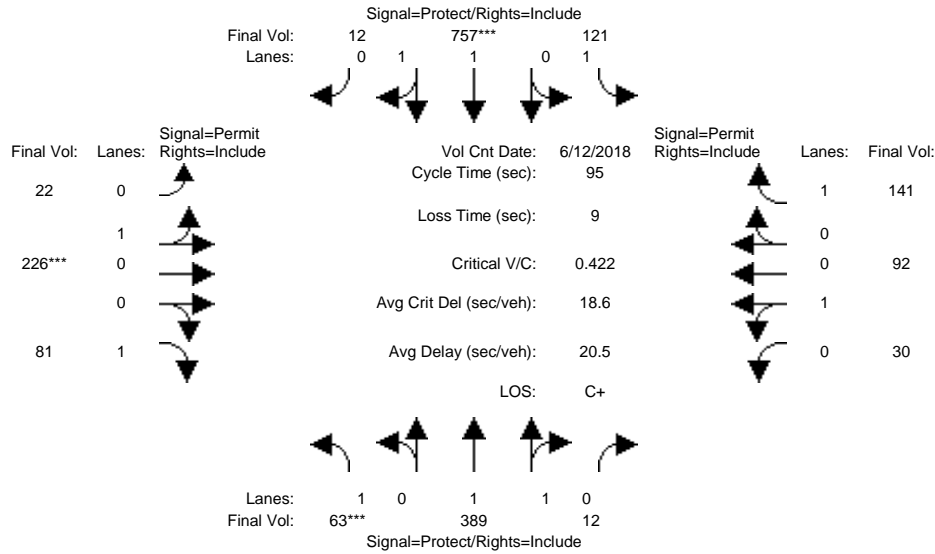 Signal=Protect/Rights=Include
Final Vol: 12 757*** 121
Lanes: 0 1 1 0 1
Signal=Permit
Final Vol: Lanes: Rights=Include
Vol Cnt Date: 6/12/2018
Signal=Permit
Rights=Include Lanes: Final Vol:
Cycle Time (sec): 95
22 0
1 141
Loss Time (sec): 9
1
0
226*** 0
Critical V/C: 0.422
0 92
0
Avg Crit Del (sec/veh): 18.6
1
81 1
Avg Delay (sec/veh): 20.5
0 30
LOS: C+
Lanes: 1 0 1 1 0
Final Vol: 63*** 389 12
Signal=Protect/Rights=Include